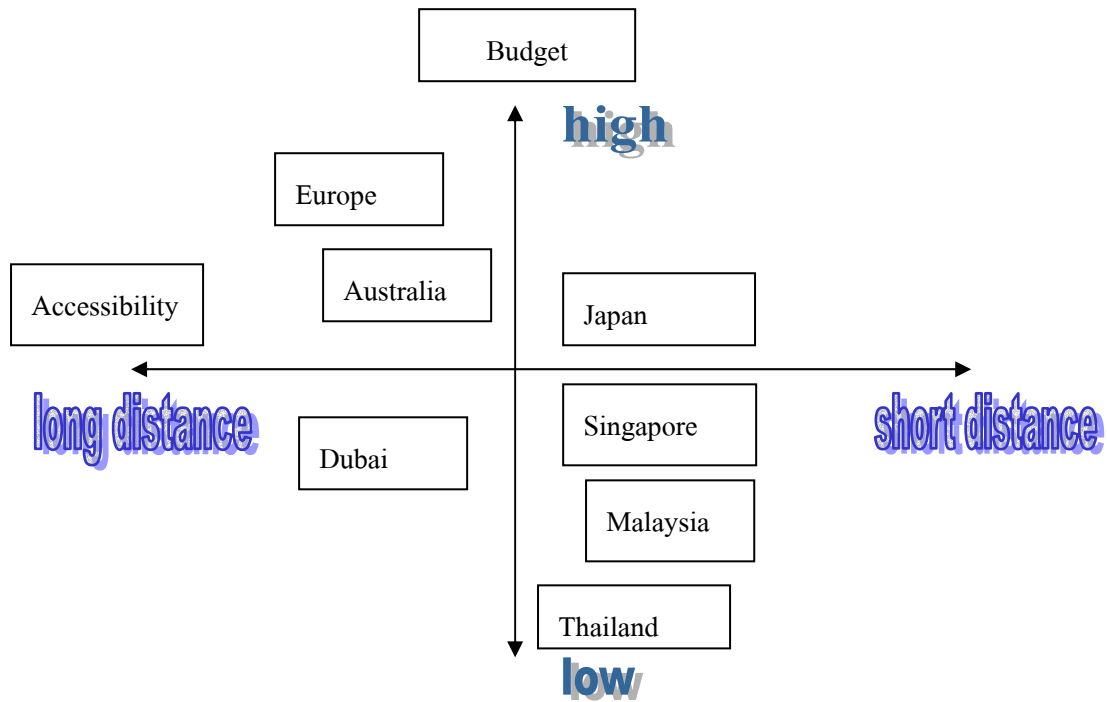 Budget
high
Europe
Australia
Accessibility
Japan
long distance
short distance
Singapore
Dubai
Malaysia
Thailand
low